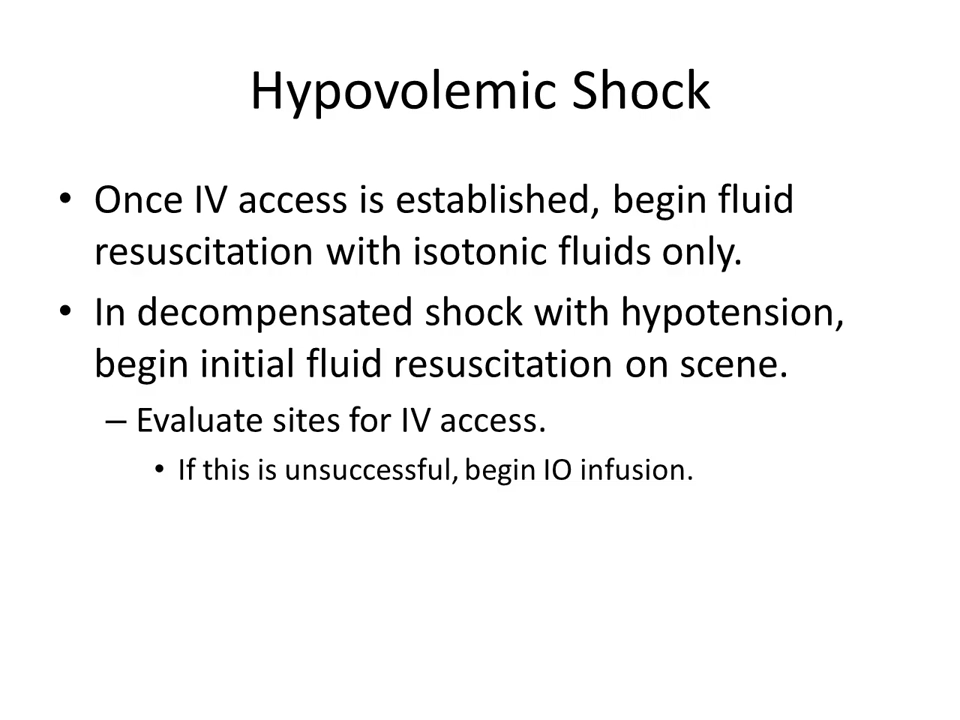 Hypovolemic Shock
• Once IV access is established, begin fluid
resuscitation with isotonic fluids only.
• In decompensated shock with hypotension,
begin initial fluid resuscitation on scene.
– Evaluate sites for IV access.
• If this is unsuccessful, begin IO infusion.